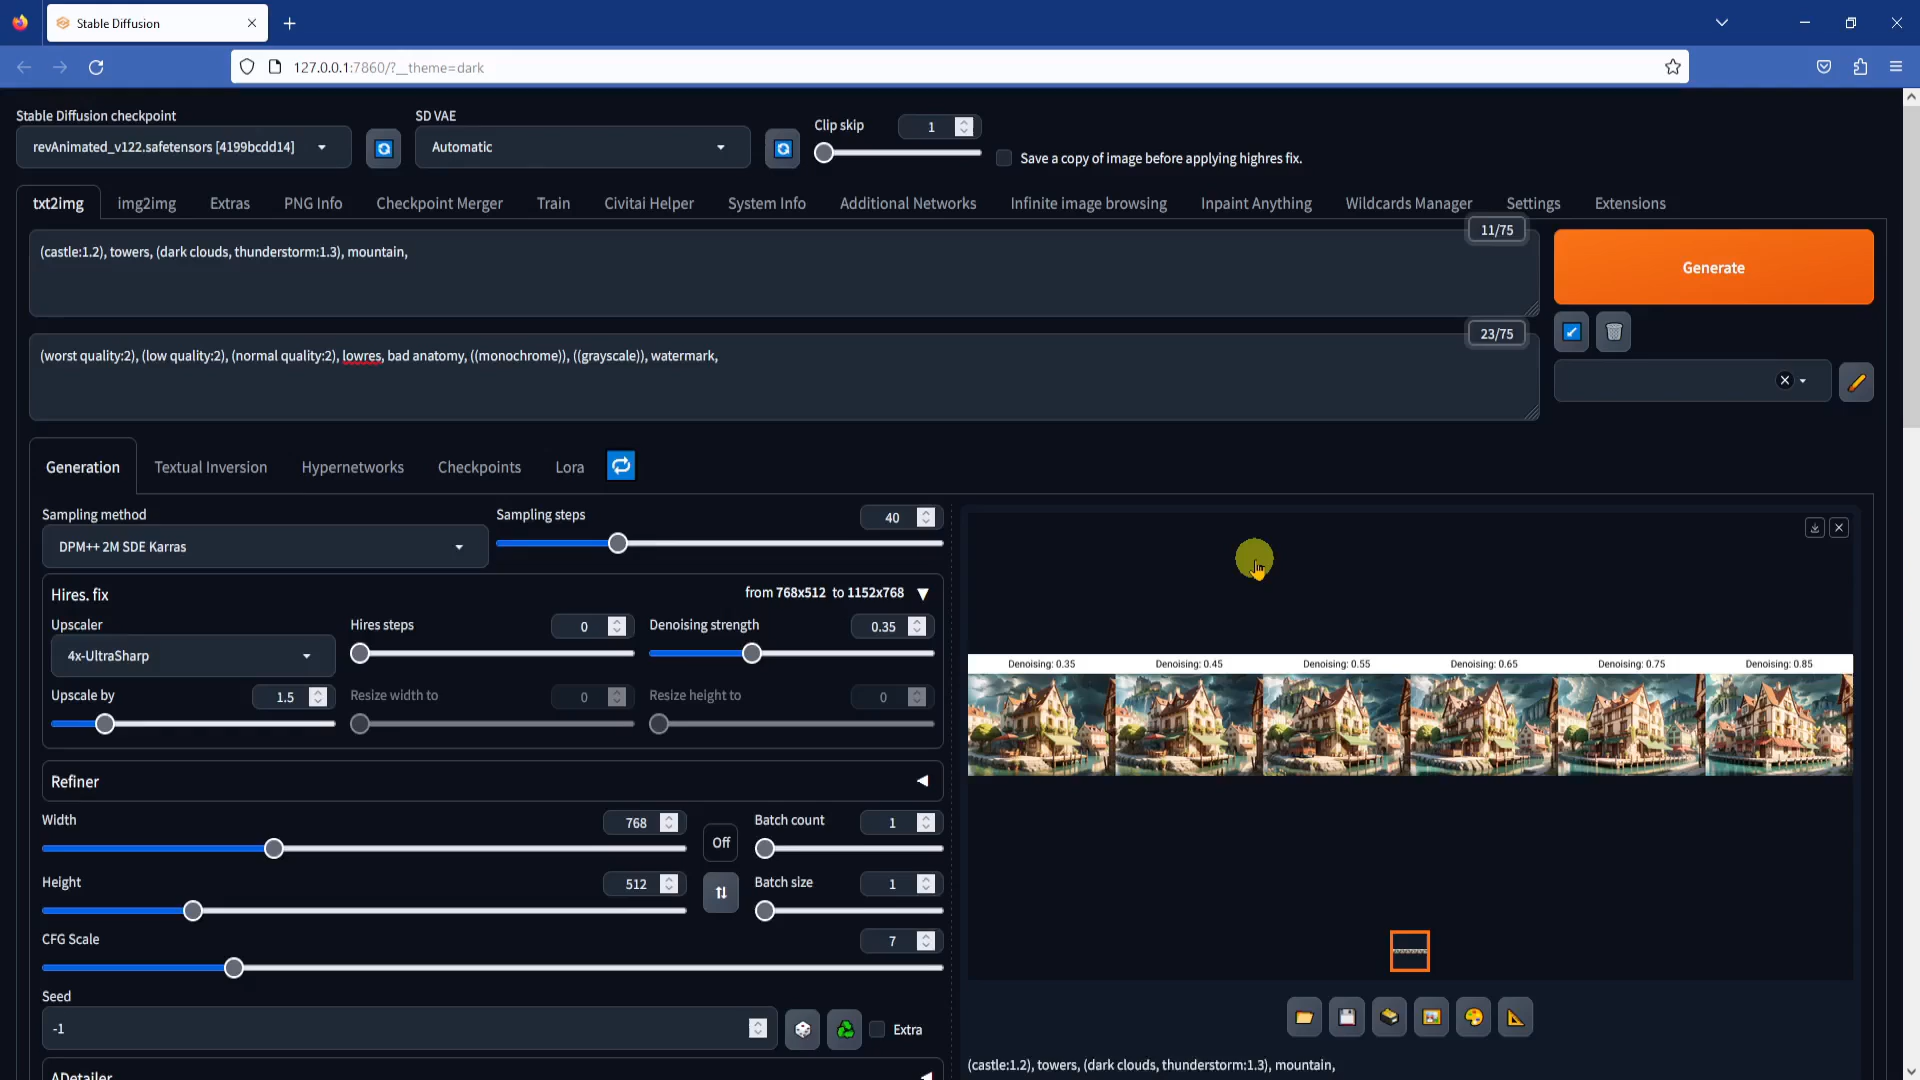 Stable Diffusion
127.0.0.1:7860/?__theme=dark
Stable Diffusion checkpoint
SD VAE
Clip skip
1
revAnimated_v122.safetensors [4199bcdd14]
Automatic
Save a copy of image before applying highres fix.
txt2img
img2img
Extras
PNG Info
Checkpoint Merger
Train
Civitai Helper
System Info
Additional Networks
Infinite image browsing
Inpaint Anything
Wildcards Manager
Settings
Extensions
11/75
(castle:1.2), towers, (dark clouds, thunderstorm:1.3), mountain,
Generate
23/75
(worst quality:2), (low quality:2), (normal quality:2), lowres, bad anatomy, ((monochrome)), ((grayscale)), watermark,
Generation
Textual Inversion
Hypernetworks
Checkpoints
Lora
Sampling method
Sampling steps
40
DPM++ 2M SDE Karras
Hires. fix
from 768x512 to 1152x768
Upscaler
Hires steps
0
Denoising strength
0.35
4x-UltraSharp
Upscale by
1.5
Resize width to
0
Resize height to
0
Refiner
Width
768
Off
Batch count
1
Height
512
Batch size
1
CFG Scale
7
Seed
-1
Extra
ADetailer
Denoising: 0.35
Denoising: 0.45
Denoising: 0.55
Denoising: 0.65
Denoising: 0.75
Denoising: 0.85
(castle:1.2), towers, (dark clouds, thunderstorm:1.3), mountain,